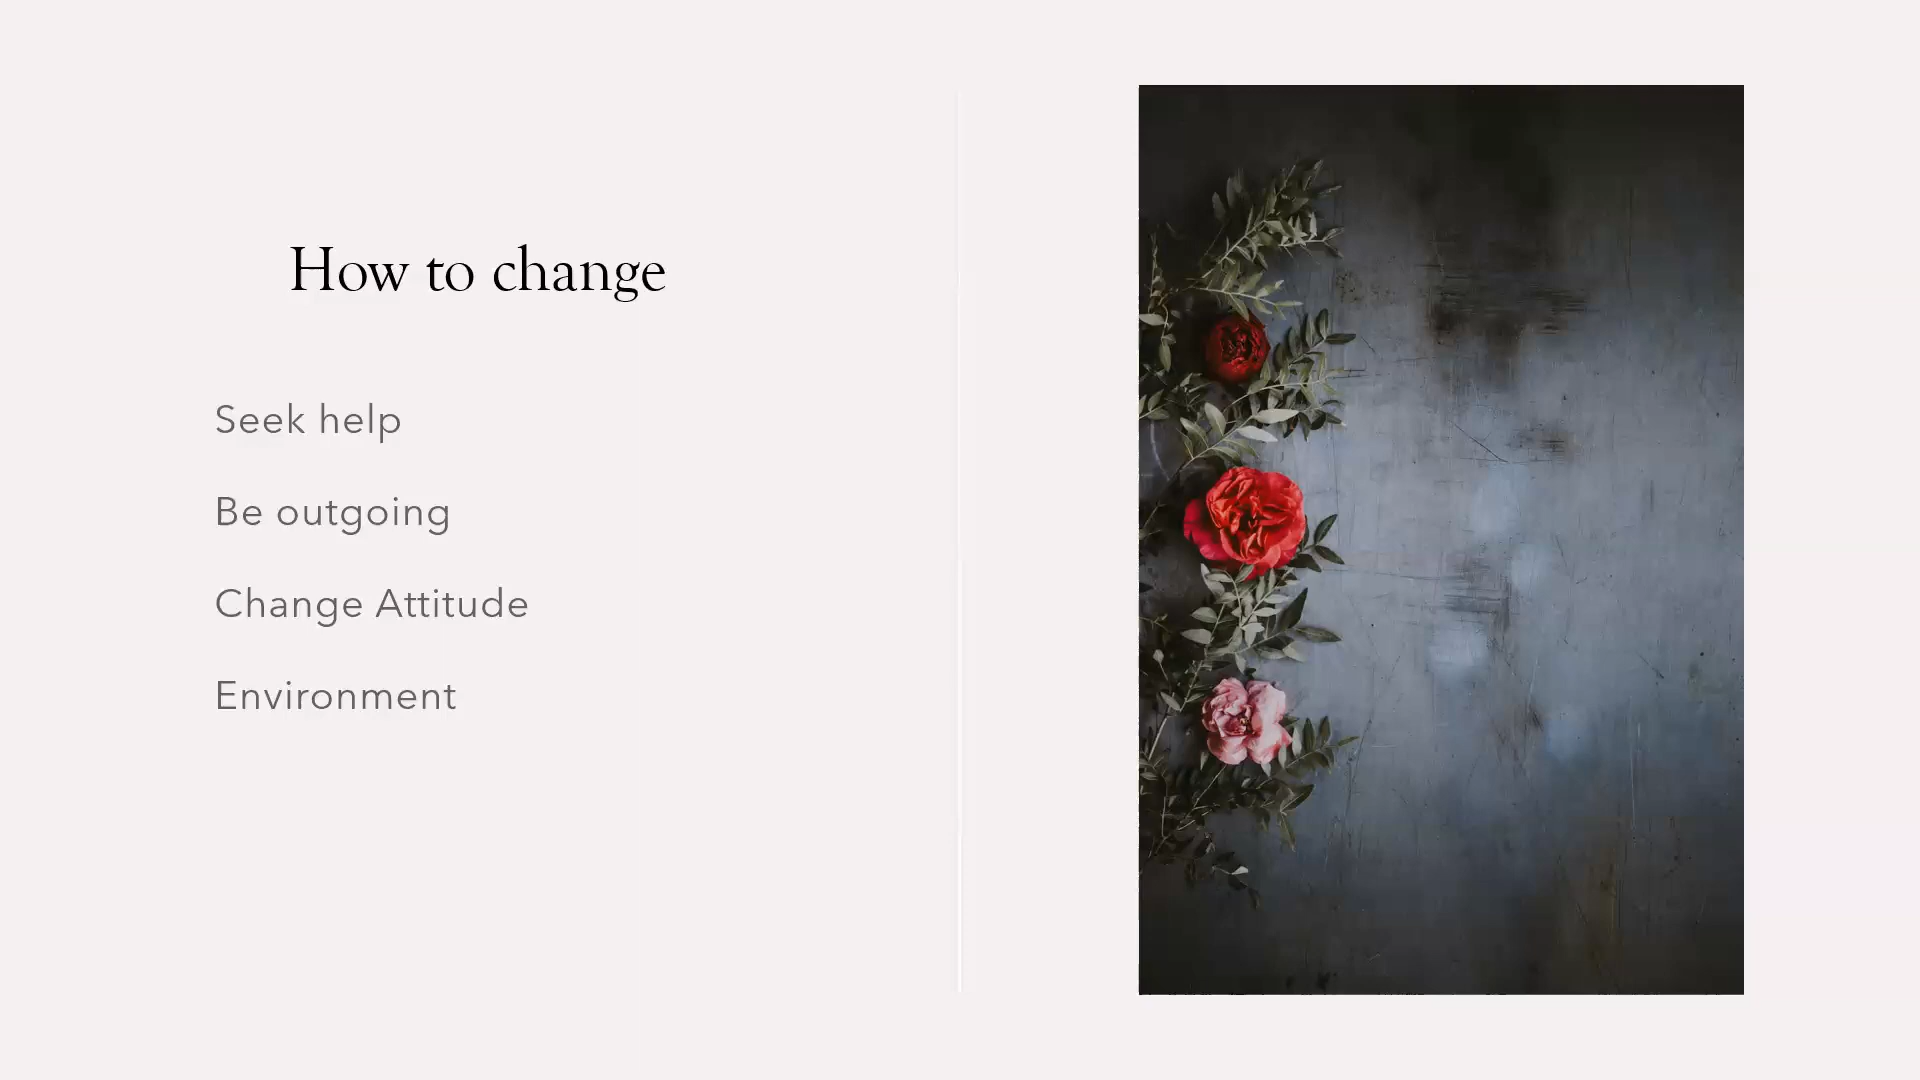 How to change
Seek help
Be outgoing
Change Attitude
Environment